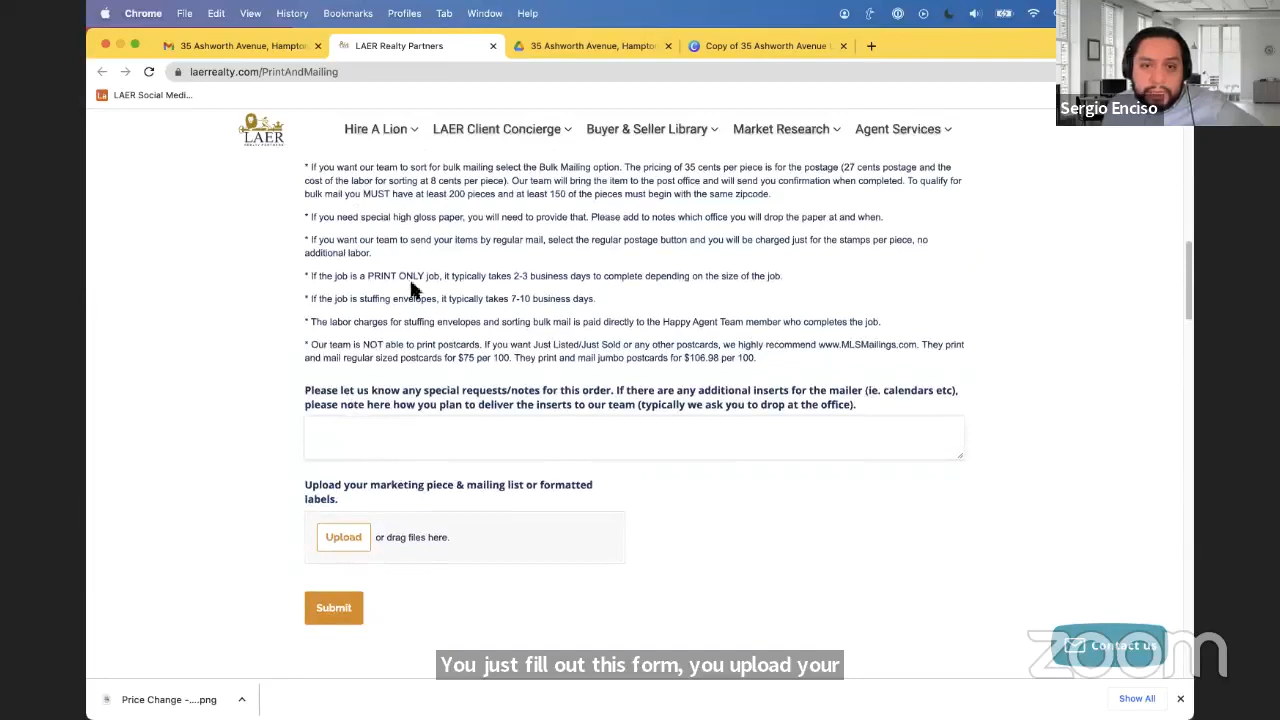 Chrome File Edit View History Bookmarks Profiles Tab Window Help
35 Ashworth Avenue, Hampto
LAER Realty Partners
35 Ashworth Avenue, Hampto
Copy of 35 Ashworth Avenue
laerrealty.com/PrintAndMailing
La LAER Social Medi...
Sergio Enciso
LAER
Hire A Lion
LAER Client Concierge
Buyer & Seller Library
Market Research
Agent Services
* If you want our team to sort for bulk mailing select the Bulk Mailing option. The pricing of 35 cents per piece is for the postage (27 cents postage and the
cost of the labor for sorting at 8 cents per piece). Our team will bring the item to the post office and will send you confirmation when completed. To qualify for
bulk mail you MUST have at least 200 pieces and at least 150 of the pieces must begin with the same zipcode.
* If you need special high gloss paper, you will need to provide that. Please add to notes which office you will drop the paper at and when.
* If you want our team to send your items by regular mail, select the regular postage button and you will be charged just for the stamps per piece, no
additional labor.
* If the job is a PRINT ONLY job, it typically takes 2-3 business days to complete depending on the size of the job.
* If the job is stuffing envelopes, it typically takes 7-10 business days.
* The labor charges for stuffing envelopes and sorting bulk mail is paid directly to the Happy Agent Team member who completes the job.
* Our team is NOT able to print postcards. If you want Just Listed/Just Sold or any other postcards, we highly recommend www.MLSMailings.com. They print
and mail regular sized postcards for $75 per 100. They print and mail jumbo postcards for $106.98 per 100.
Please let us know any special requests/notes for this order. If there are any additional inserts for the mailer (ie. calendars etc),
please note here how you plan to deliver the inserts to our team (typically we ask you to drop at the office).
Upload your marketing piece & mailing list or formatted
labels.
Upload or drag files here.
Submit
Contact us
zoom
You just fill out this form, you upload your
Price Change -....png
Show All